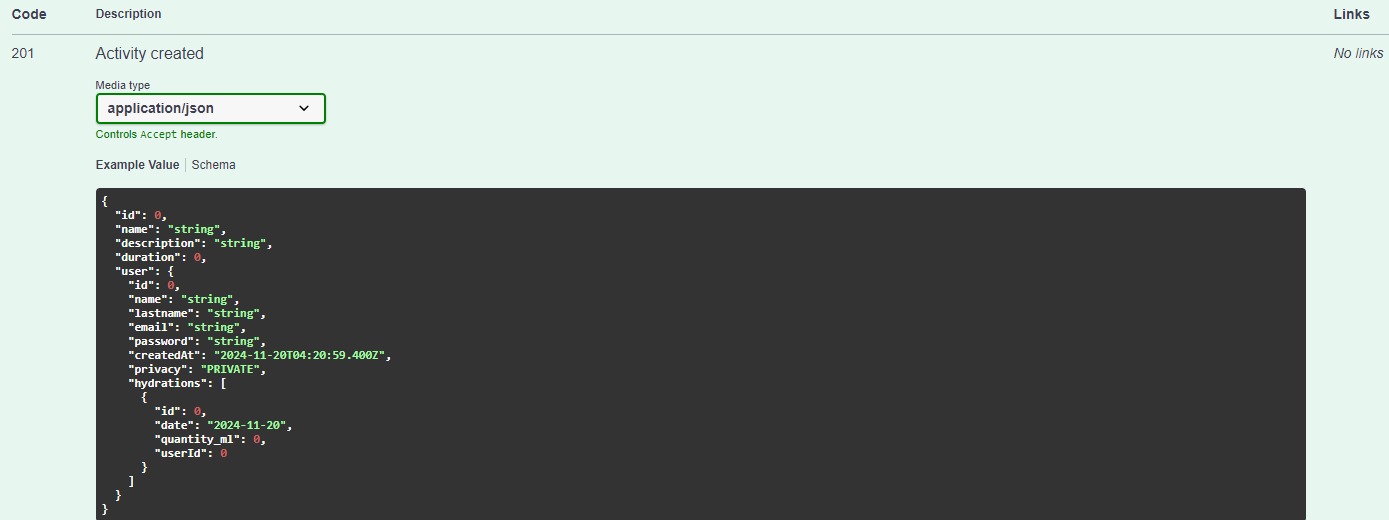 Code Description Links
201 Activity created No links
Media type
application/json
Controls Accept header.
Example Value Schema
{
  "id": 0,
  "name": "string",
  "description": "string",
  "duration": 0,
  "user": {
    "id": 0,
    "name": "string",
    "lastname": "string",
    "email": "string",
    "password": "string",
    "createdAt": "2024-11-20T04:20:59.400Z",
    "privacy": "PRIVATE",
    "hydrations": [
      {
        "id": 0,
        "date": "2024-11-20",
        "quantity_ml": 0,
        "userId": 0
      }
    ]
  }
}